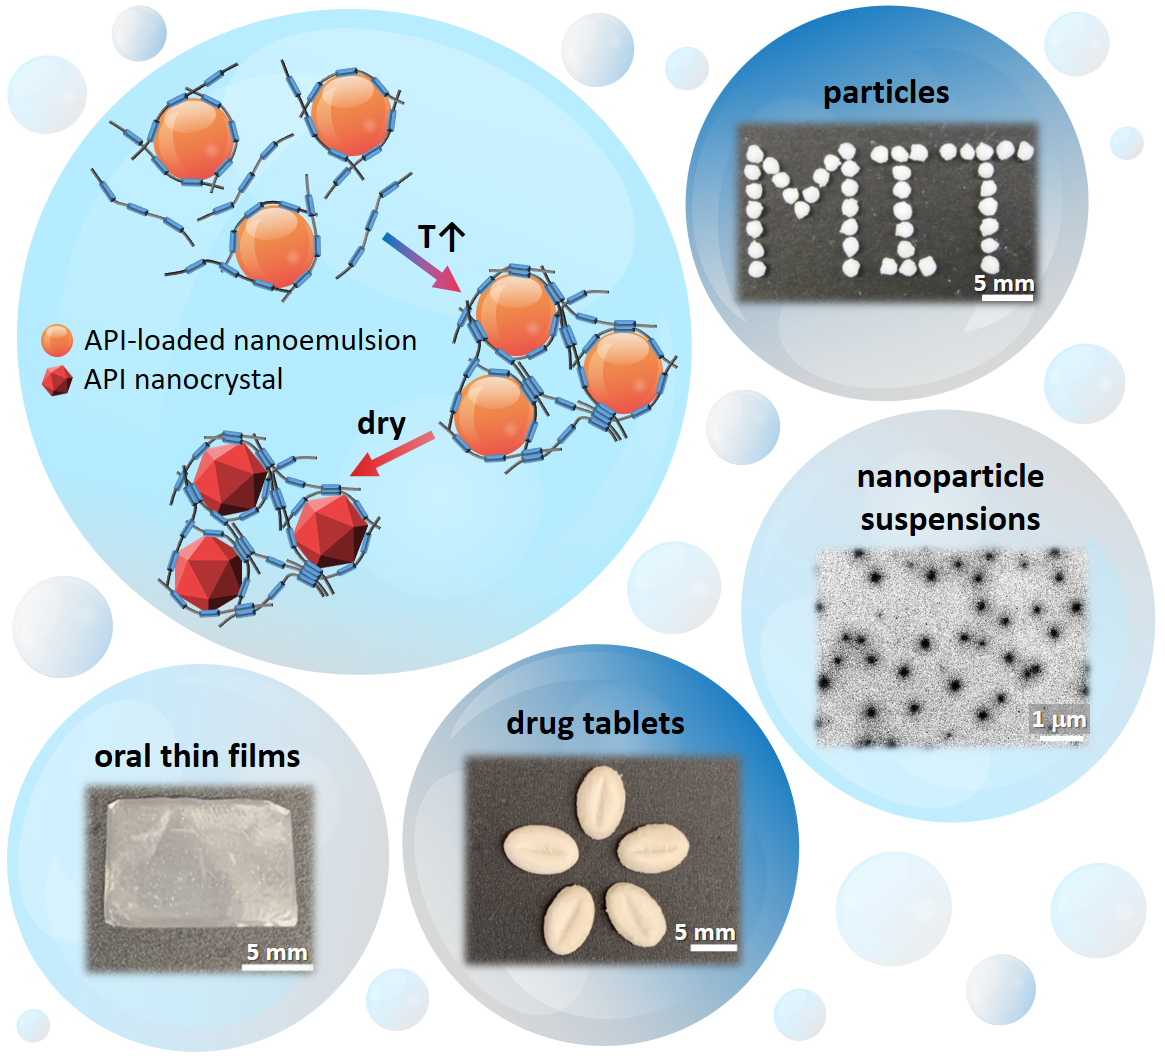 T↑
API-loaded nanoemulsion
API nanocrystal
dry
particles
MIT
5 mm
nanoparticle
suspensions
1 µm
oral thin films
5 mm
drug tablets
5 mm